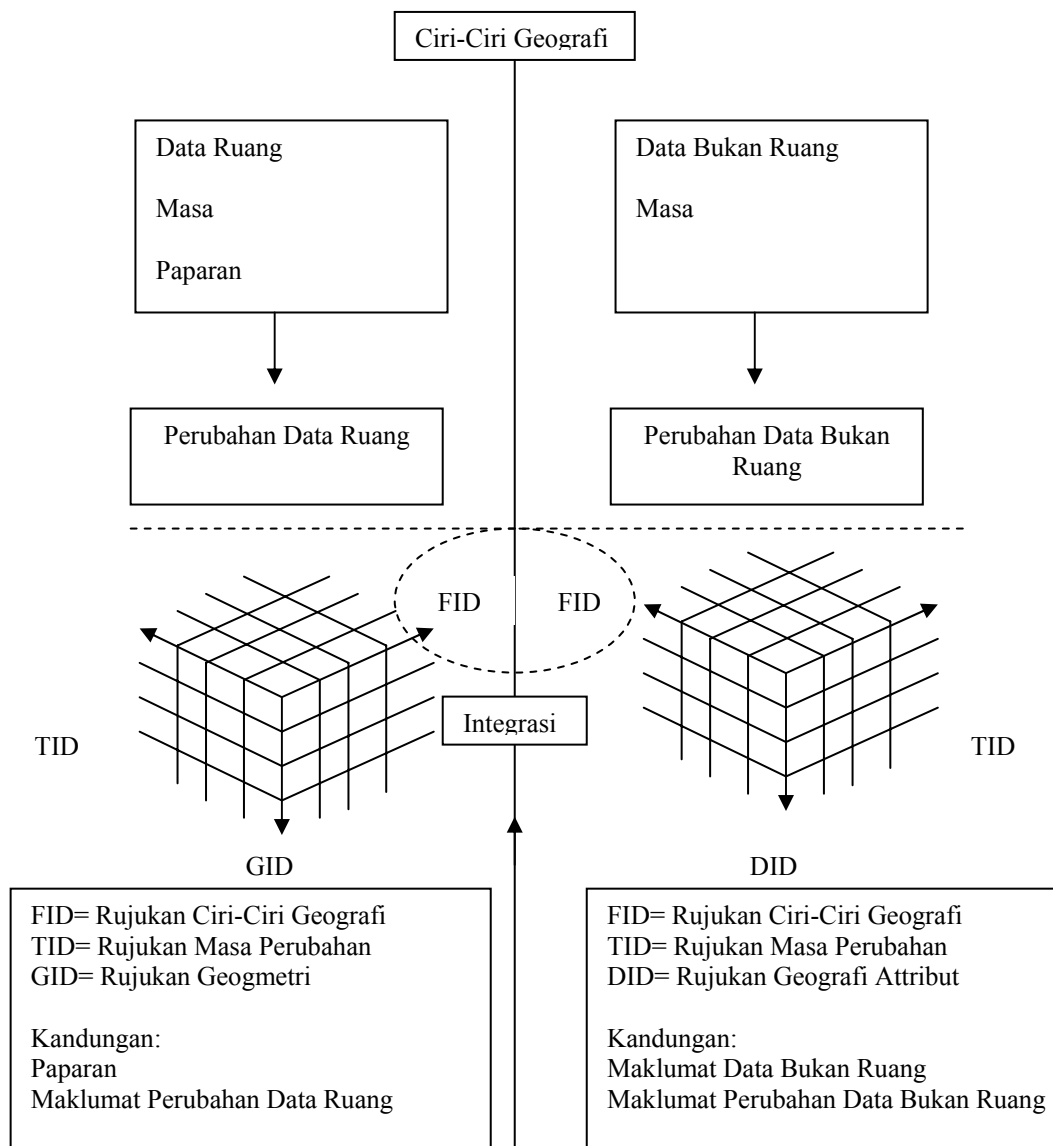 Ciri-Ciri Geografi
Data Ruang
Masa
Paparan
Data Bukan Ruang
Masa
Perubahan Data Ruang
Perubahan Data Bukan
Ruang
FID
FID
Integrasi
TID
TID
GID
DID
FID= Rujukan Ciri-Ciri Geografi
TID= Rujukan Masa Perubahan
GID= Rujukan Geogmetri
Kandungan:
Paparan
Maklumat Perubahan Data Ruang
FID= Rujukan Ciri-Ciri Geografi
TID= Rujukan Masa Perubahan
DID= Rujukan Geografi Attribut
Kandungan:
Maklumat Data Bukan Ruang
Maklumat Perubahan Data Bukan Ruang